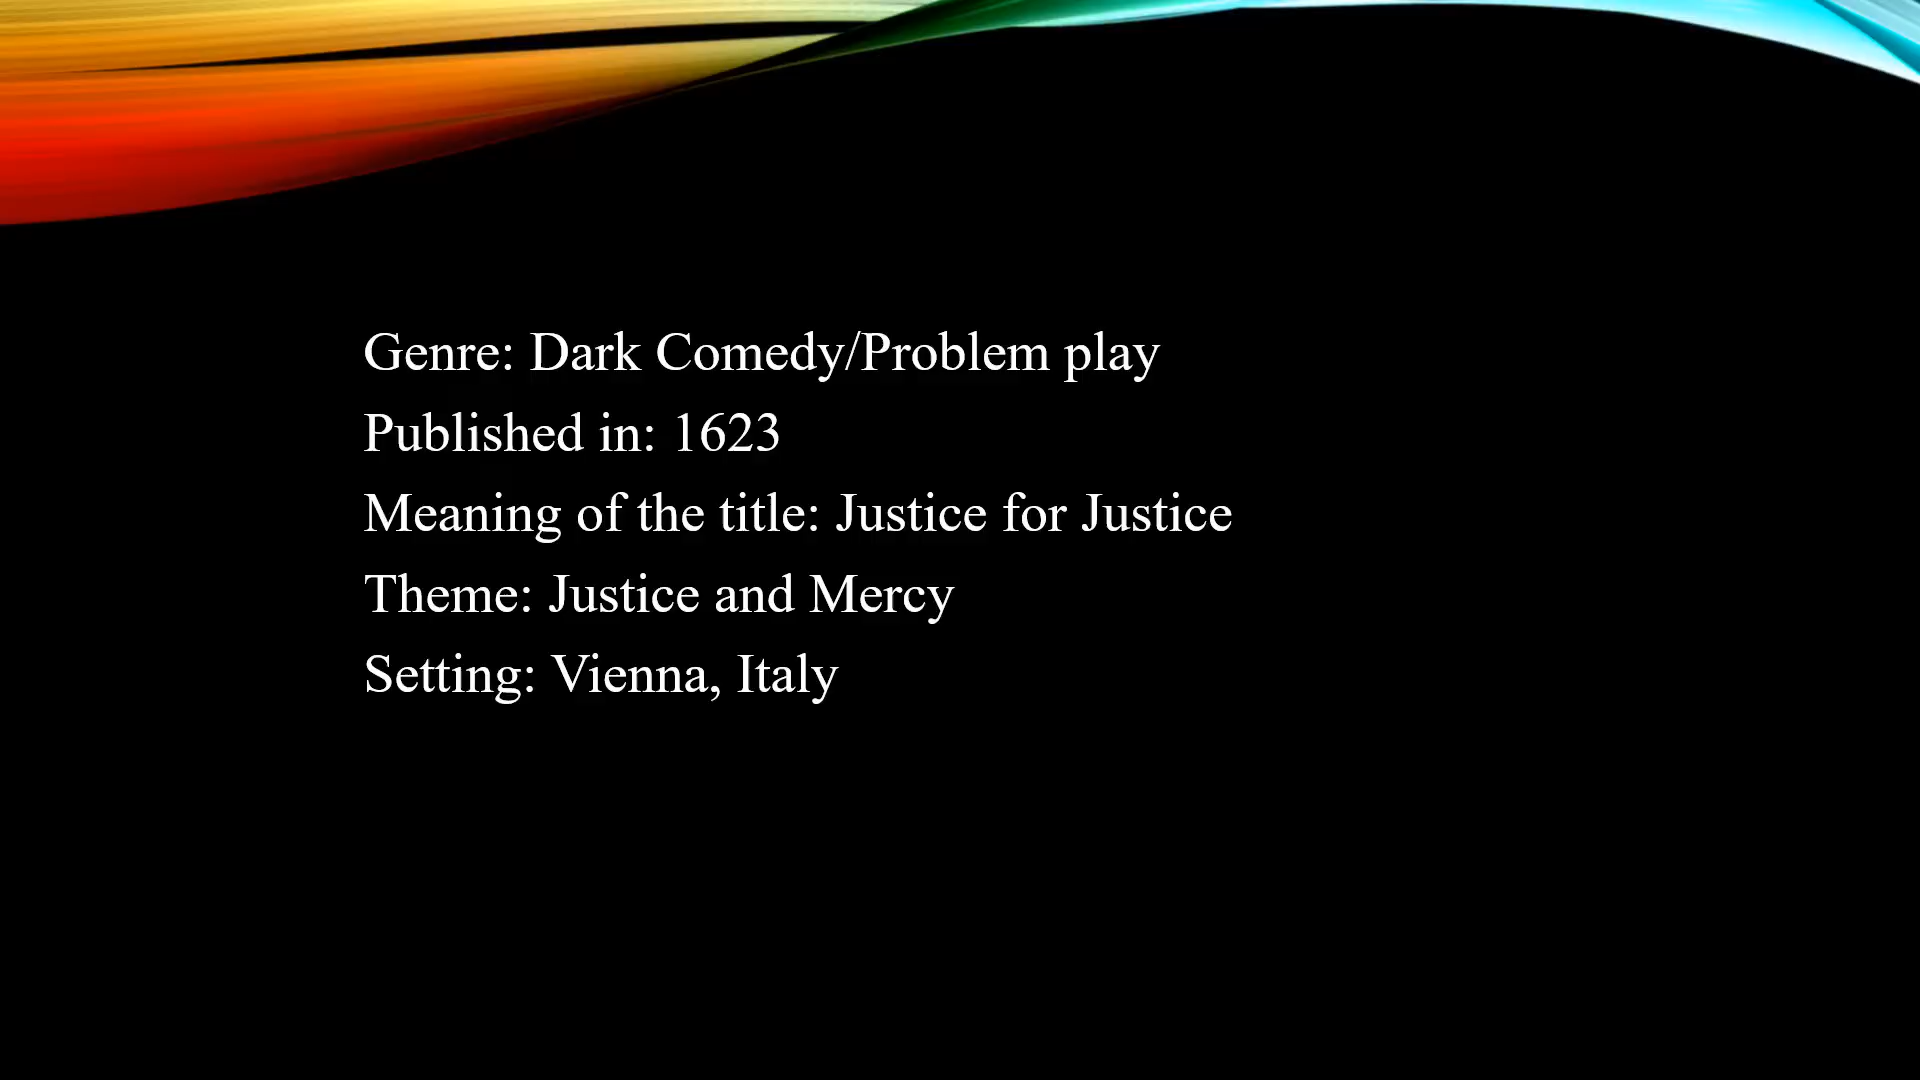 Genre: Dark Comedy/Problem play
Published in: 1623
Meaning of the title: Justice for Justice
Theme: Justice and Mercy
Setting: Vienna, Italy